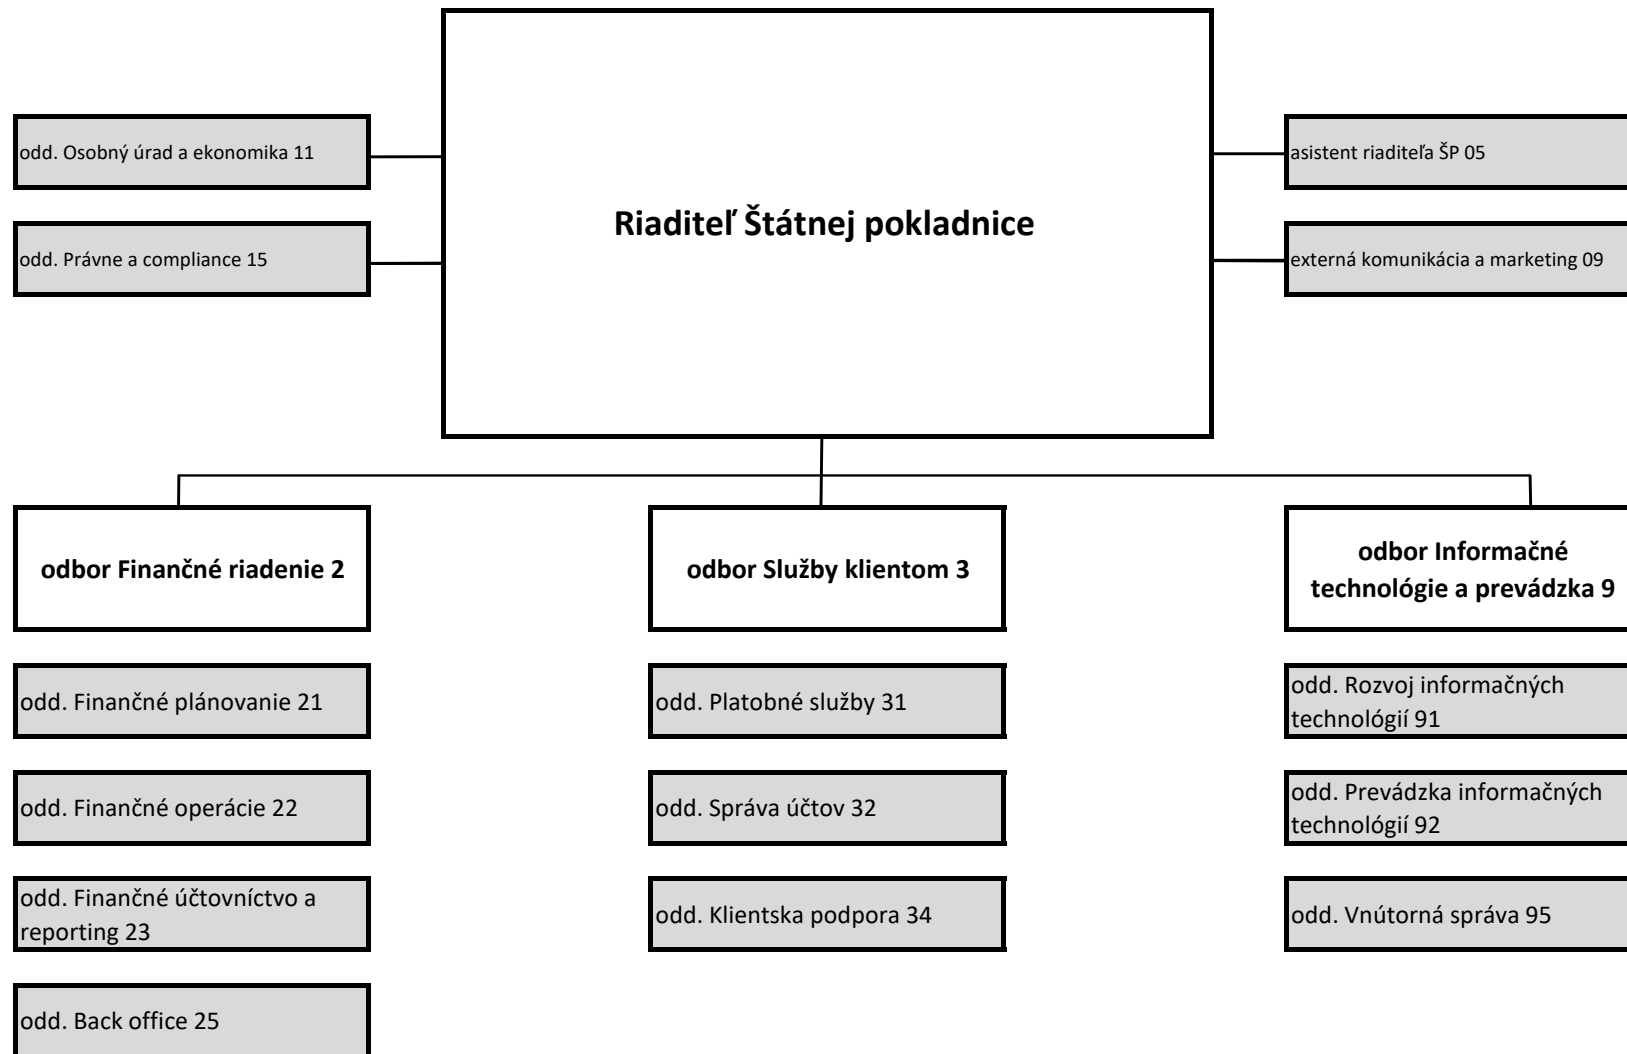 odd. Osobný úrad a ekonomika 11
asistent riaditeľa ŠP 05
Riaditeľ Štátnej pokladnice
odd. Právne a compliance 15
externá komunikácia a marketing 09
odbor Finančné riadenie 2
odbor Služby klientom 3
odbor Informačné
technológie a prevádzka 9
odd. Finančné plánovanie 21
odd. Platobné služby 31
odd. Rozvoj informačných
technológií 91
odd. Finančné operácie 22
odd. Správa účtov 32
odd. Prevádzka informačných
technológií 92
odd. Finančné účtovníctvo a
reporting 23
odd. Klientska podpora 34
odd. Vnútorná správa 95
odd. Back office 25